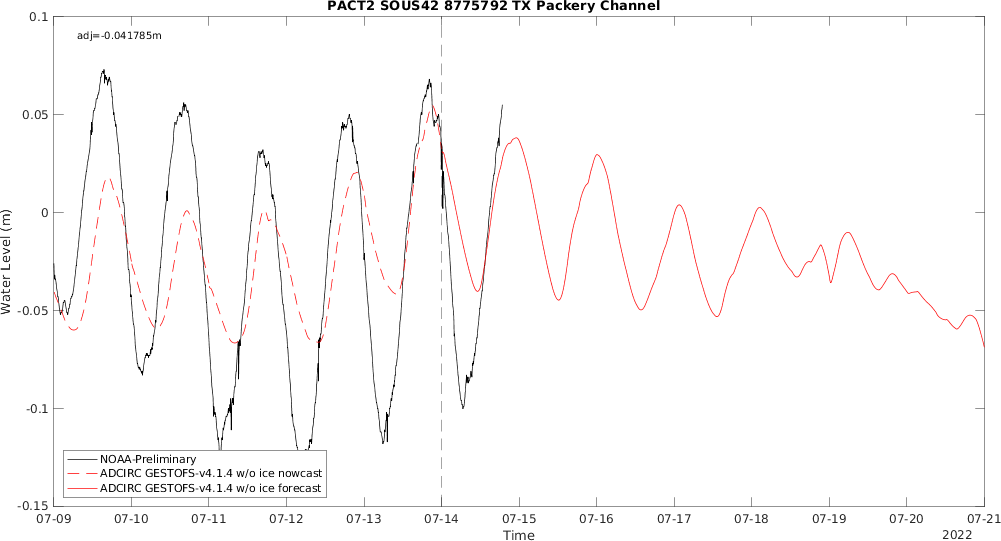 PACT2 SOUS42 8775792 TX Packery Channel
adj=-0.041785m
0.1
0.05
0
-0.05
-0.1
-0.15
Water Level (m)
NOAA-Preliminary
ADCIRC GESTOFS-v4.1.4 w/o ice nowcast
ADCIRC GESTOFS-v4.1.4 w/o ice forecast
07-09 07-10 07-11 07-12 07-13 07-14 07-15 07-16 07-17 07-18 07-19 07-20 07-21
Time
2022